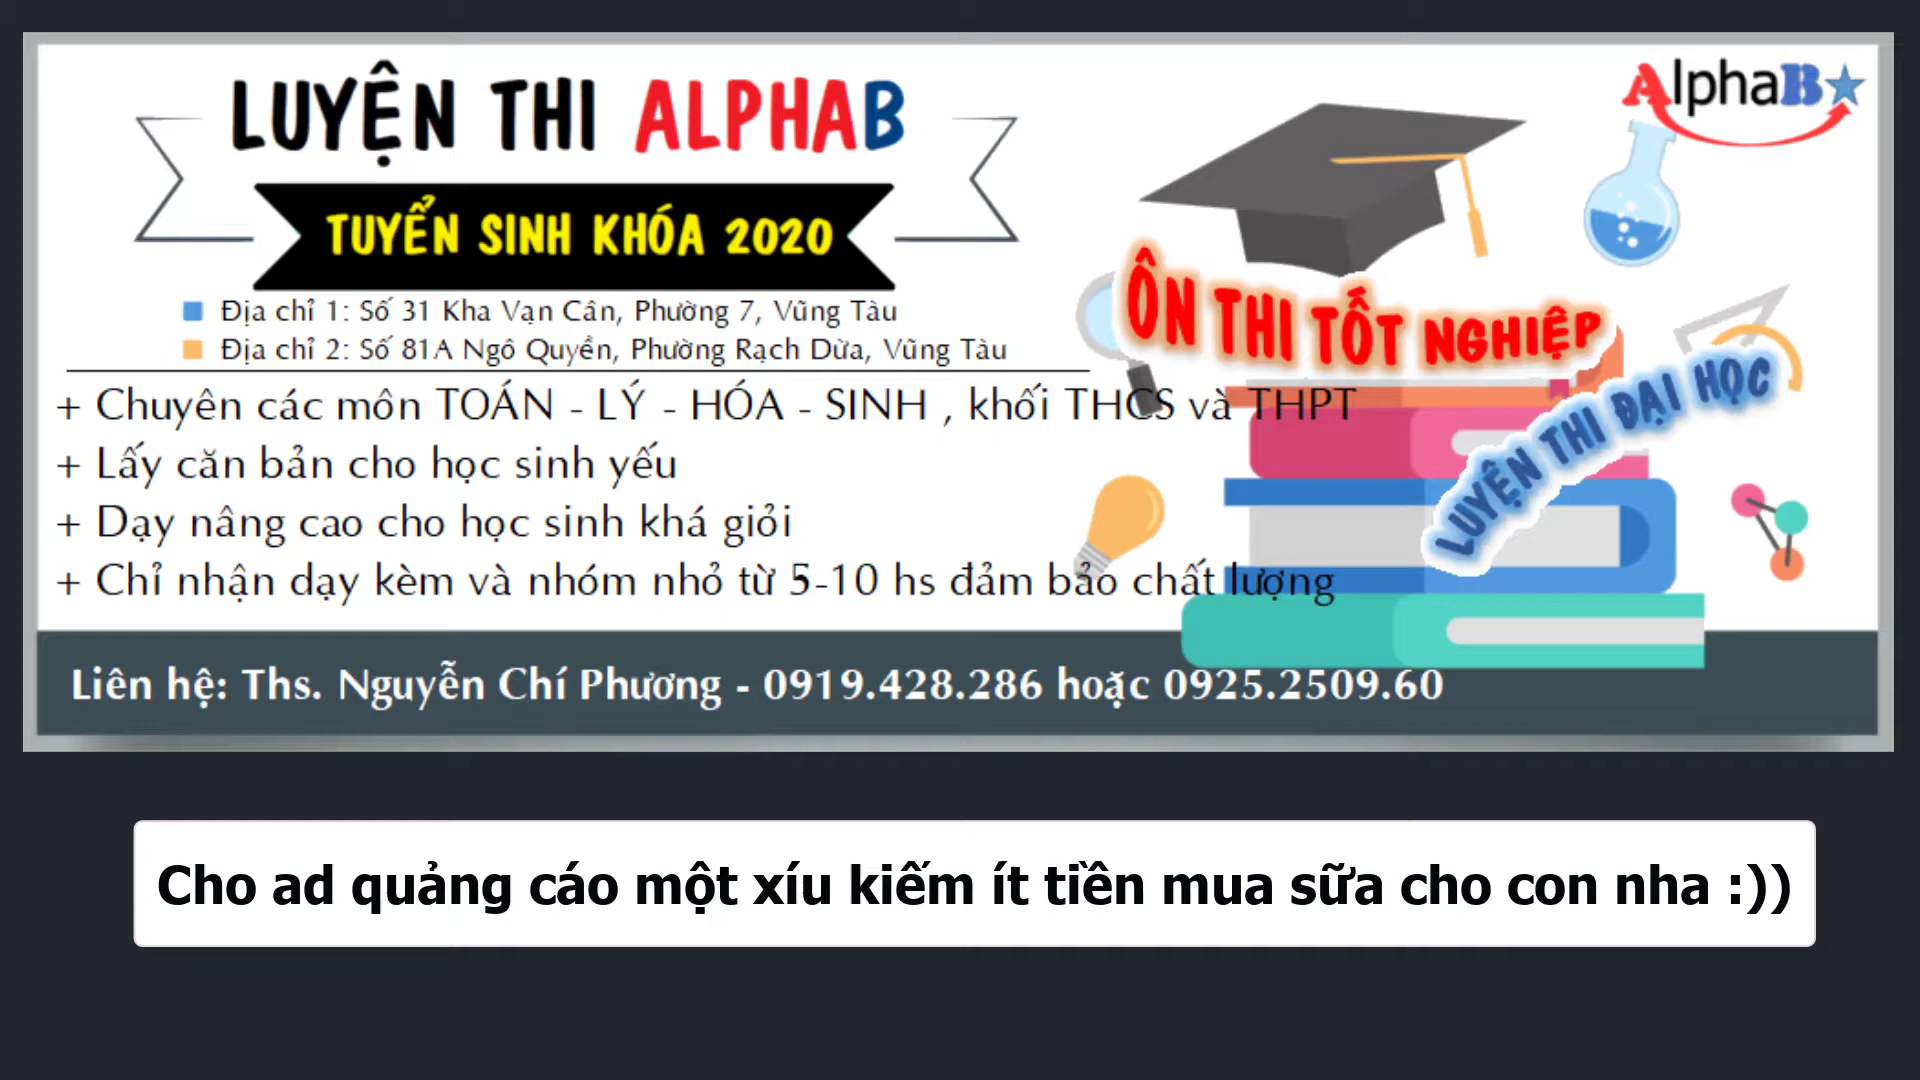 LUYỆN THI ALPHAB
AlphaB
TUYỂN SINH KHÓA 2020
Địa chỉ 1: Số 31 Kha Vạn Cân, Phường 7, Vũng Tàu
Địa chỉ 2: Số 81A Ngô Quyền, Phường Rạch Dừa, Vũng Tàu
ÔN THI TỐT NGHIỆP
LUYỆN THI ĐẠI HỌC
+ Chuyên các môn TOÁN - LÝ - HÓA - SINH , khối THCS và THPT
+ Lấy căn bản cho học sinh yếu
+ Dạy nâng cao cho học sinh khá giỏi
+ Chỉ nhận dạy kèm và nhóm nhỏ từ 5-10 hs đảm bảo chất lượng
Liên hệ: Ths. Nguyễn Chí Phương - 0919.428.286 hoặc 0925.2509.60
Cho ad quảng cáo một xíu kiếm ít tiền mua sữa cho con nha :))